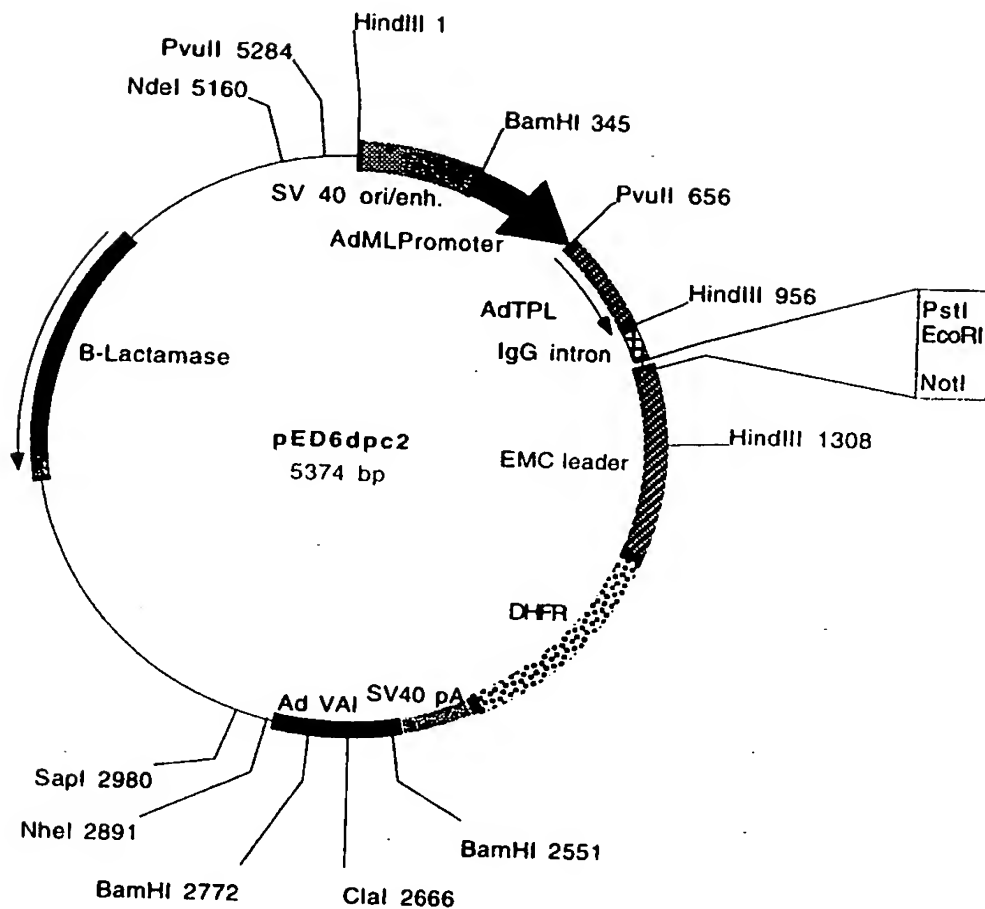 HindIII 1
PvuII 5284
NdeI 5160
BamHI 345
SV 40 ori/enh.
PvuII 656
AdMLPromoter
HindIII 956
AdTPL
PstI
EcoRI
IgG intron
B-Lactamase
NotI
pED6dpc2
5374 bp
HindIII 1308
EMC leader
DHFR
Ad VAI
SV40 pA
SapI 2980
NheI 2891
BamHI 2551
BamHI 2772
ClaI 2666